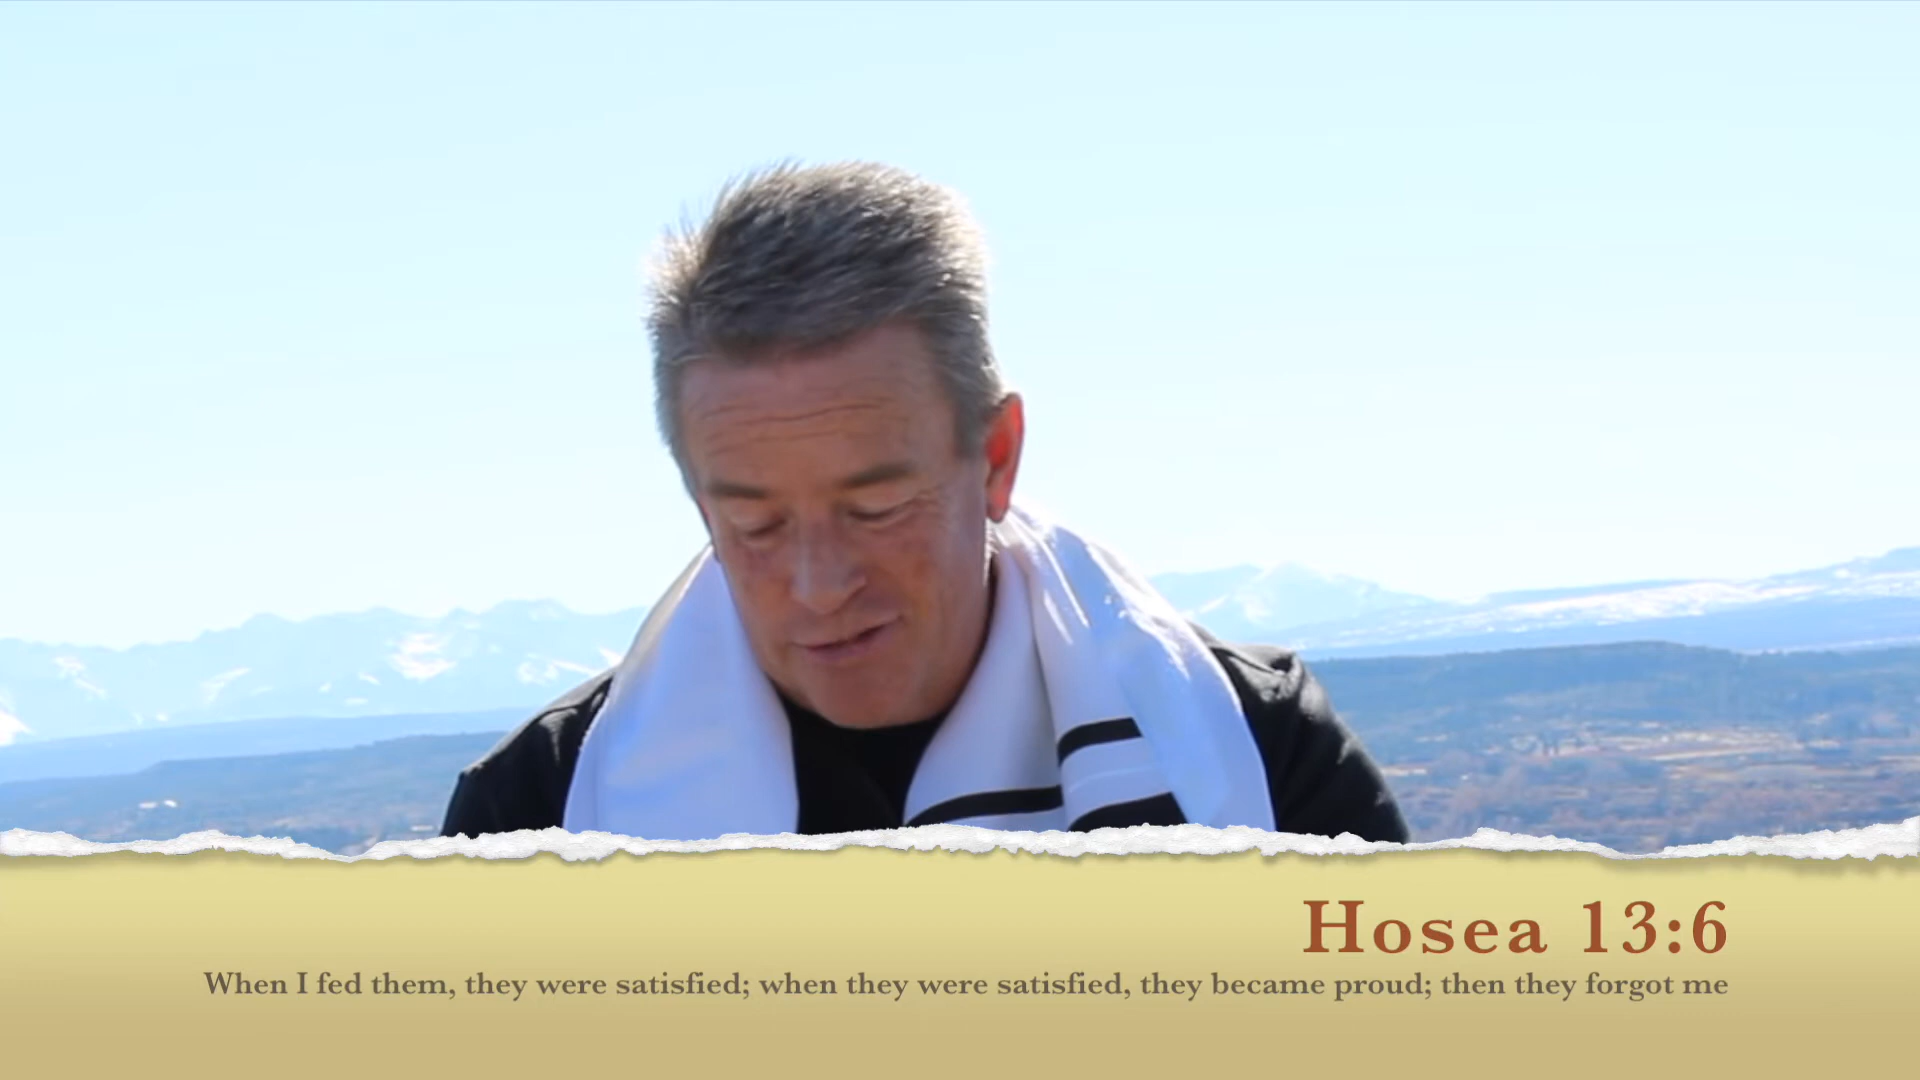 Hosea 13:6
When I fed them, they were satisfied; when they were satisfied, they became proud; then they forgot me